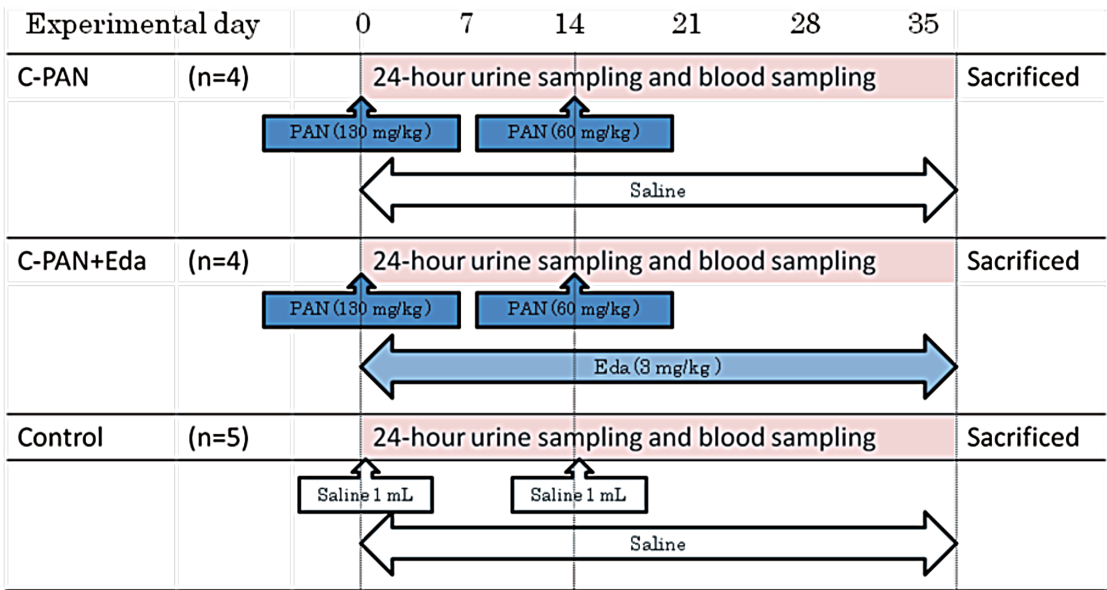 Experimental day 0 7 14 21 28 35
C-PAN (n=4) 24-hour urine sampling and blood sampling Sacrificed
PAN (130 mg/kg) PAN (60 mg/kg)
Saline
C-PAN+Eda (n=4) 24-hour urine sampling and blood sampling Sacrificed
PAN (130 mg/kg) PAN (60 mg/kg)
Eda (3 mg/kg)
Control (n=5) 24-hour urine sampling and blood sampling Sacrificed
Saline 1 mL Saline 1 mL
Saline